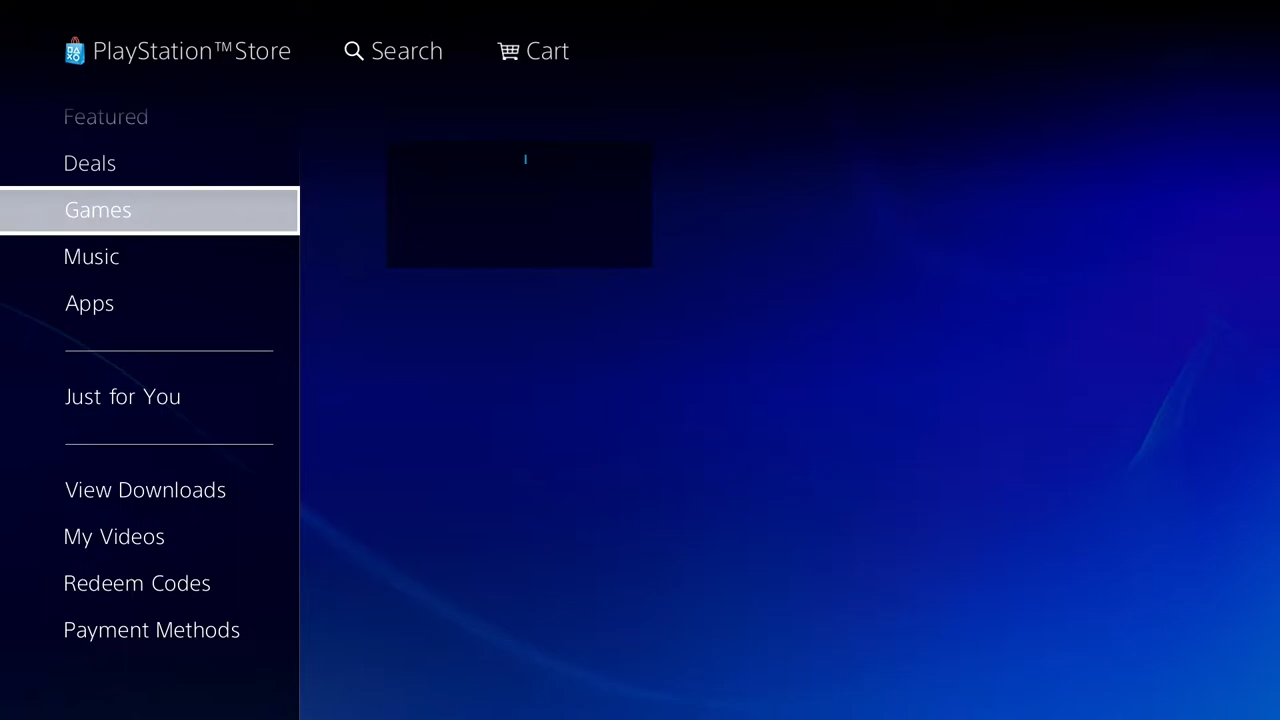 PlayStation™Store
Search
Cart
Featured
Deals
Games
Music
Apps
Just for You
View Downloads
My Videos
Redeem Codes
Payment Methods